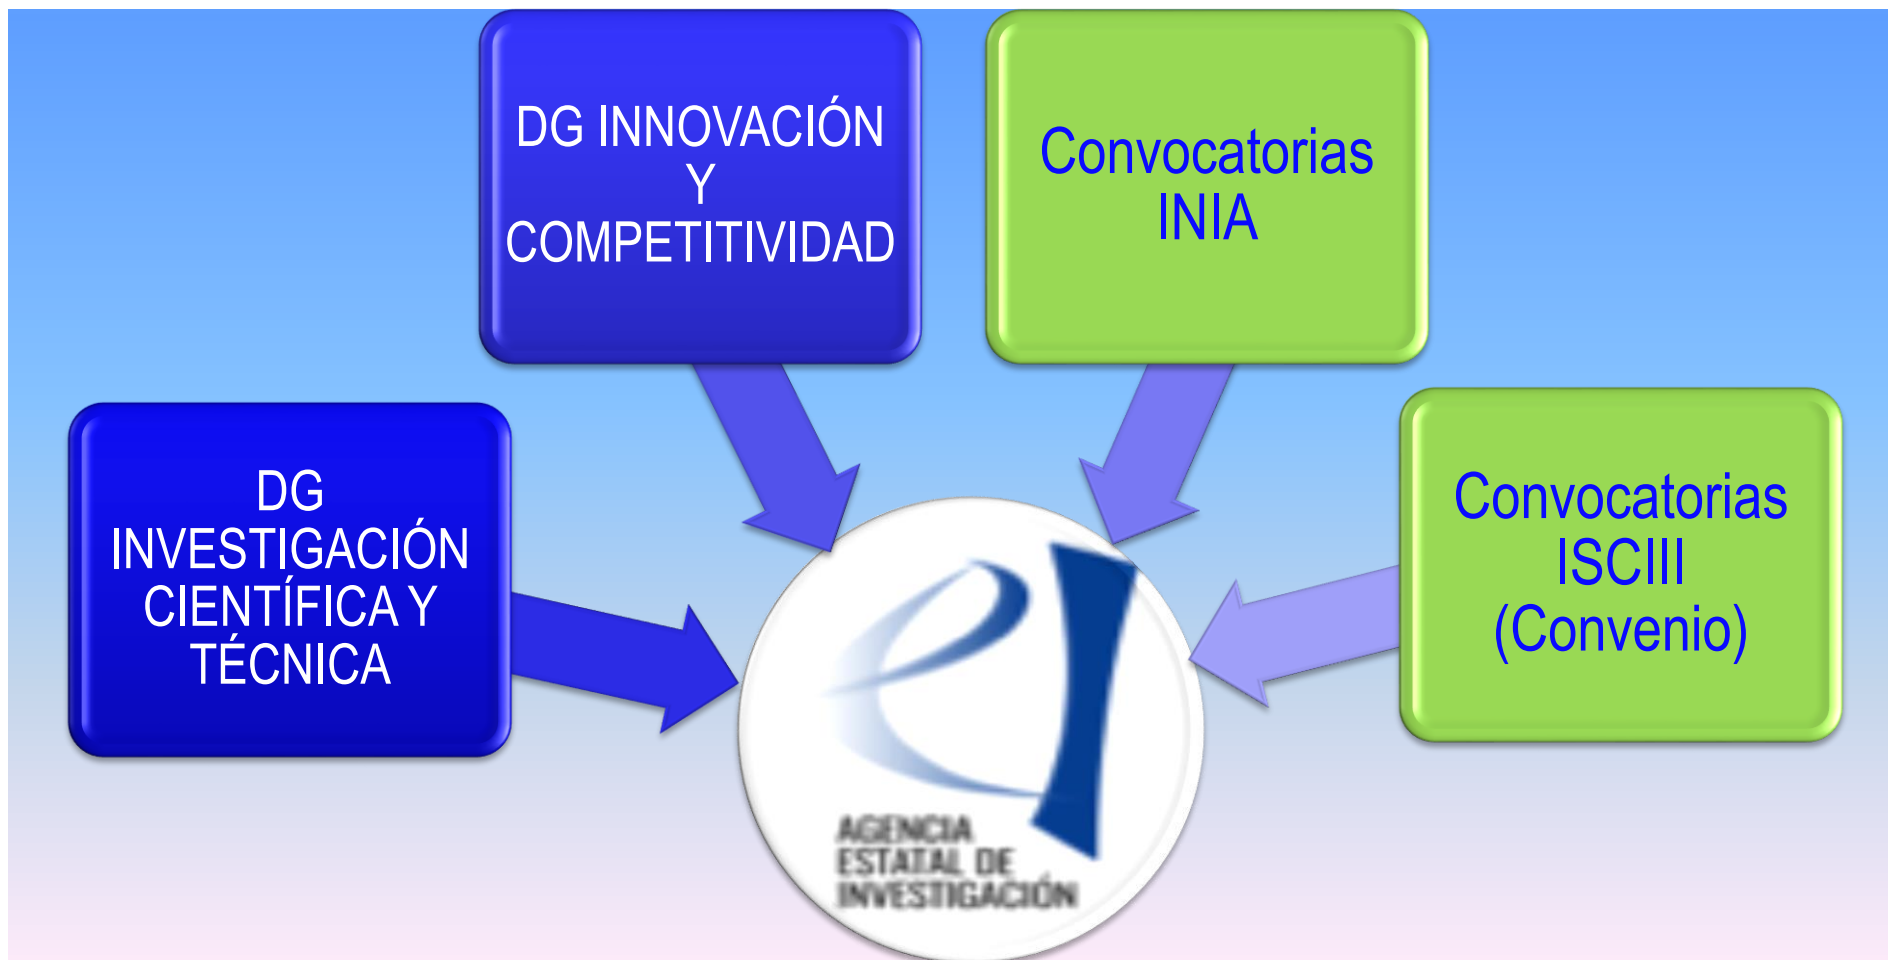 DG INNOVACIÓN
Y
COMPETITIVIDAD
Convocatorias
INIA
DG
INVESTIGACIÓN
CIENTÍFICA Y
TÉCNICA
Convocatorias
ISCIII
(Convenio)
AGENCIA
ESTATAL DE
INVESTIGACIÓN